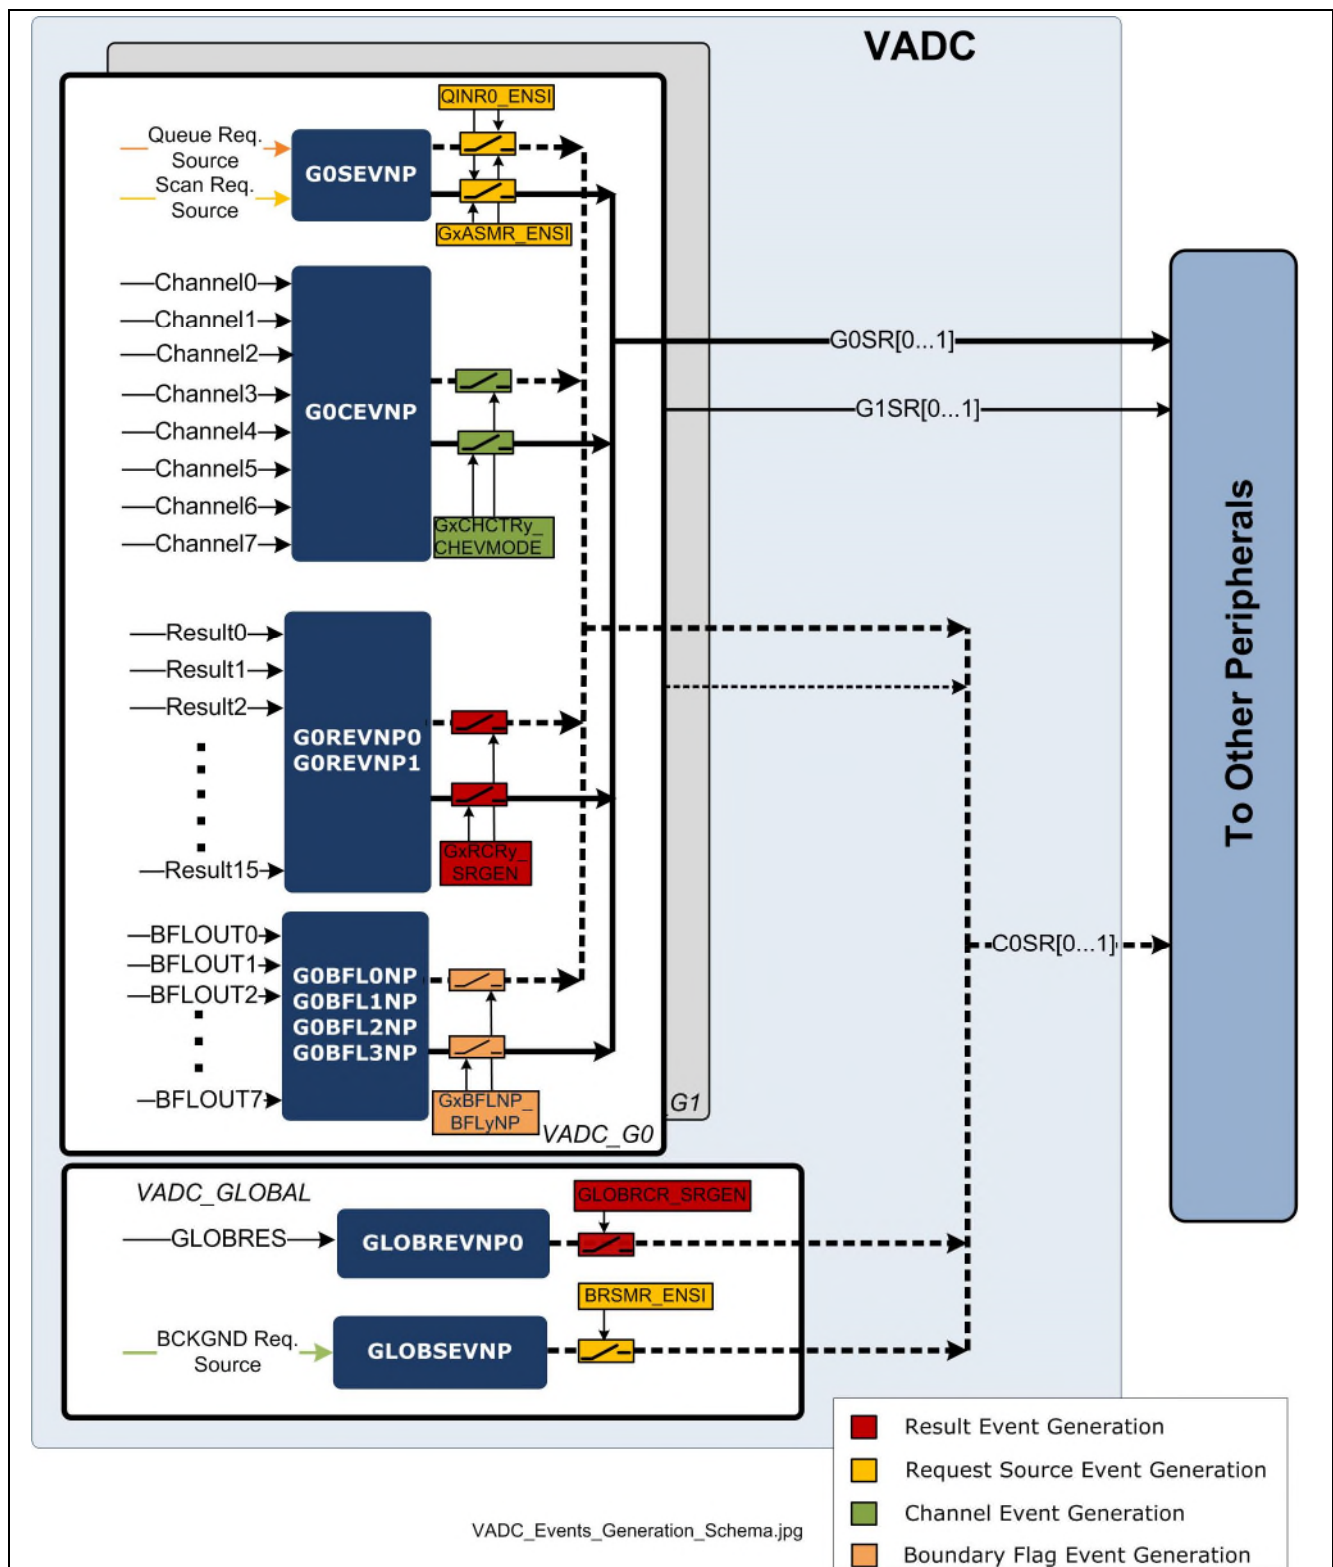 VADC
QINR0_ENSI
Queue Req.
Source
Scan Req.
Source
G0SEVNP
GxASMR_ENSI
Channel0
Channel1
Channel2
Channel3
Channel4
Channel5
Channel6
Channel7
G0CEVNP
GxCHCTRy_
CHEVMODE
G0SR[0...1]
G1SR[0...1]
To Other Peripherals
Result0
Result1
Result2
Result15
G0REVNP0
G0REVNP1
GxRCRy_
SRGEN
BFLOUT0
BFLOUT1
BFLOUT2
BFLOUT7
G0BFL0NP
G0BFL1NP
G0BFL2NP
G0BFL3NP
GxBFLNP_
BFLyNP
C0SR[0...1]
_G1
VADC_G0
VADC_GLOBAL
GLOBRCR_SRGEN
GLOBRES
GLOBREVNP0
BRSMR_ENSI
BCKGND Req.
Source
GLOBSEVNP
Result Event Generation
Request Source Event Generation
Channel Event Generation
Boundary Flag Event Generation
VADC_Events_Generation_Schema.jpg